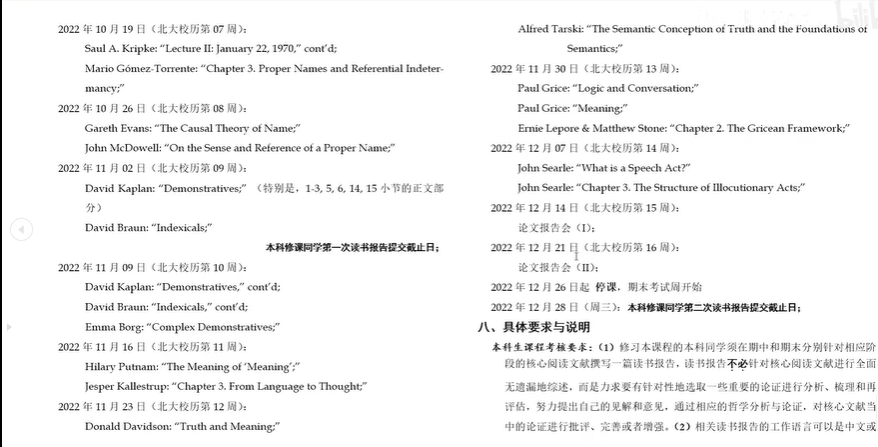 2022 年 10 月 19 日（北大校历第 07 周）：
Saul A. Kripke: “Lecture II: January 22, 1970,” cont’d;
Mario Gómez-Torrente: “Chapter 3. Proper Names and Referential Indeter-
mancy;”
2022 年 10 月 26 日（北大校历第 08 周）：
Gareth Evans: “The Causal Theory of Name;”
John McDowell: “On the Sense and Reference of a Proper Name;”
2022 年 11 月 02 日（北大校历第 09 周）：
David Kaplan: “Demonstratives;” （特别是，1-3, 5, 6, 14, 15 小节的正文部
分）
David Braun: “Indexicals;”
本科修课同学第一次读书报告提交截止日；
2022 年 11 月 09 日（北大校历第 10 周）：
David Kaplan: “Demonstratives,” cont’d;
David Braun: “Indexicals,” cont’d;
Emma Borg: “Complex Demonstratives;”
2022 年 11 月 16 日（北大校历第 11 周）：
Hilary Putnam: “The Meaning of ‘Meaning’;”
Jesper Kallestrup: “Chapter 3. From Language to Thought;”
2022 年 11 月 23 日（北大校历第 12 周）：
Donald Davidson: “Truth and Meaning;”
Alfred Tarski: “The Semantic Conception of Truth and the Foundations of
Semantics;”
2022 年 11 月 30 日（北大校历第 13 周）：
Paul Grice: “Logic and Conversation;”
Paul Grice: “Meaning;”
Ernie Lepore & Matthew Stone: “Chapter 2. The Gricean Framework;”
2022 年 12 月 07 日（北大校历第 14 周）：
John Searle: “What is a Speech Act?”
John Searle: “Chapter 3. The Structure of Illocutionary Acts;”
2022 年 12 月 14 日（北大校历第 15 周）：
论文报告会（I）；
2022 年 12 月 21 日（北大校历第 16 周）：
论文报告会（II）；
2022 年 12 月 26 日起 停课，期末考试周开始
2022 年 12 月 28 日（周三）：本科修课同学第二次读书报告提交截止日；
八、具体要求与说明
本科生课程考核要求：（1）修习本课程的本科同学须在期中和期末分别针对相应阶
段的核心阅读文献撰写一篇读书报告，读书报告不必针对核心阅读文献进行全面
无遗漏地综述，而是力求要有针对性地选取一些重要的论证进行分析、梳理和再
评估，努力提出自己的见解和意见，通过相应的哲学分析与论证，对核心文献当
中的论证进行批评、完善或者增强。（2）相关读书报告的工作语言可以是中文或